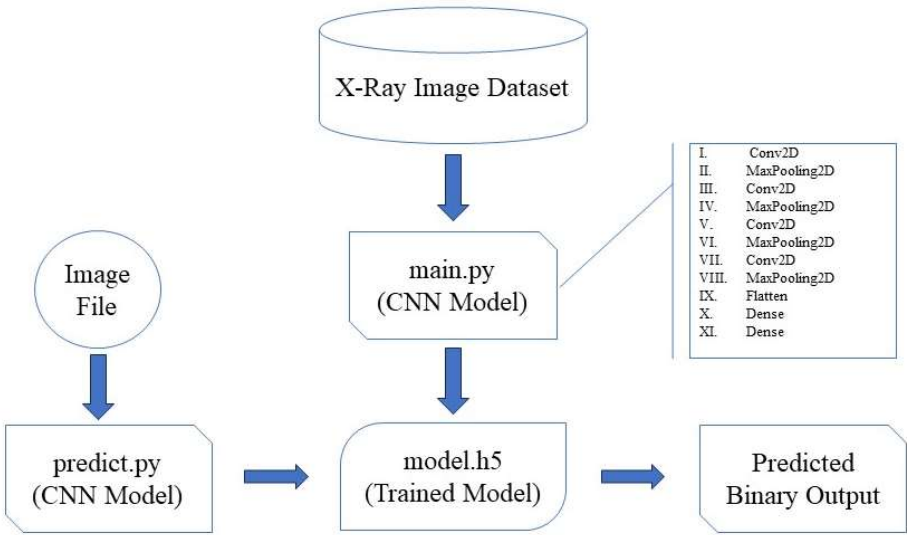 X-Ray Image Dataset
I. Conv2D
II. MaxPooling2D
III. Conv2D
IV. MaxPooling2D
V. Conv2D
VI. MaxPooling2D
VII. Conv2D
VIII. MaxPooling2D
IX. Flatten
X. Dense
XI. Dense
main.py
(CNN Model)
Image
File
predict.py
(CNN Model)
model.h5
(Trained Model)
Predicted
Binary Output